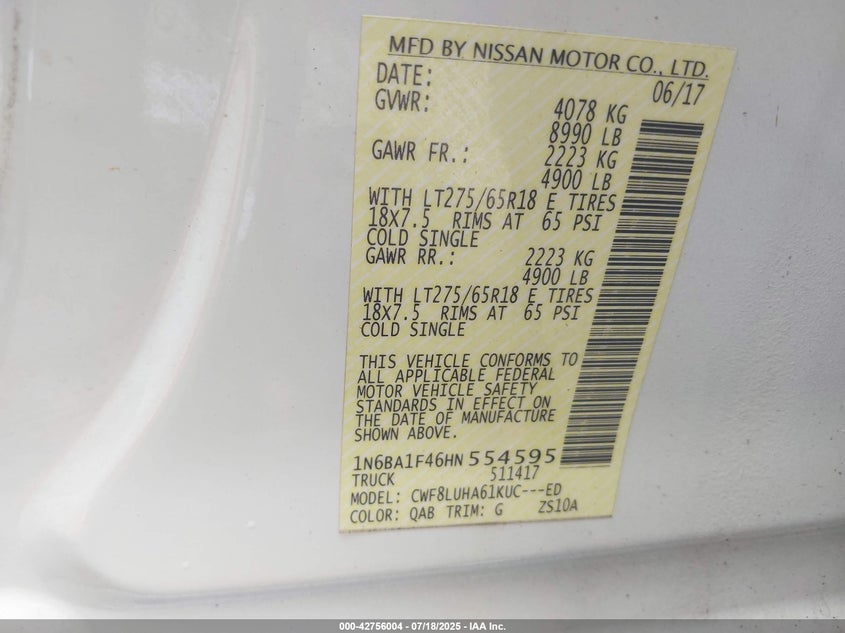 MFD BY NISSAN MOTOR CO., LTD.
DATE: 06/17
GVWR: 4078 KG
8990 LB
GAWR FR.: 2223 KG
4900 LB
WITH LT275/65R18 E TIRES
18X7.5 RIMS AT 65 PSI
COLD SINGLE
GAWR RR.: 2223 KG
4900 LB
WITH LT275/65R18 E TIRES
18X7.5 RIMS AT 65 PSI
COLD SINGLE
THIS VEHICLE CONFORMS TO
ALL APPLICABLE FEDERAL
MOTOR VEHICLE SAFETY
STANDARDS IN EFFECT ON
THE DATE OF MANUFACTURE
SHOWN ABOVE.
1N6BA1F46HN554595
TRUCK 511417
MODEL: CWF8LUHA61KUC---ED
COLOR: QAB TRIM: G ZS10A
000-42756004 - 07/18/2025 - IAA Inc.